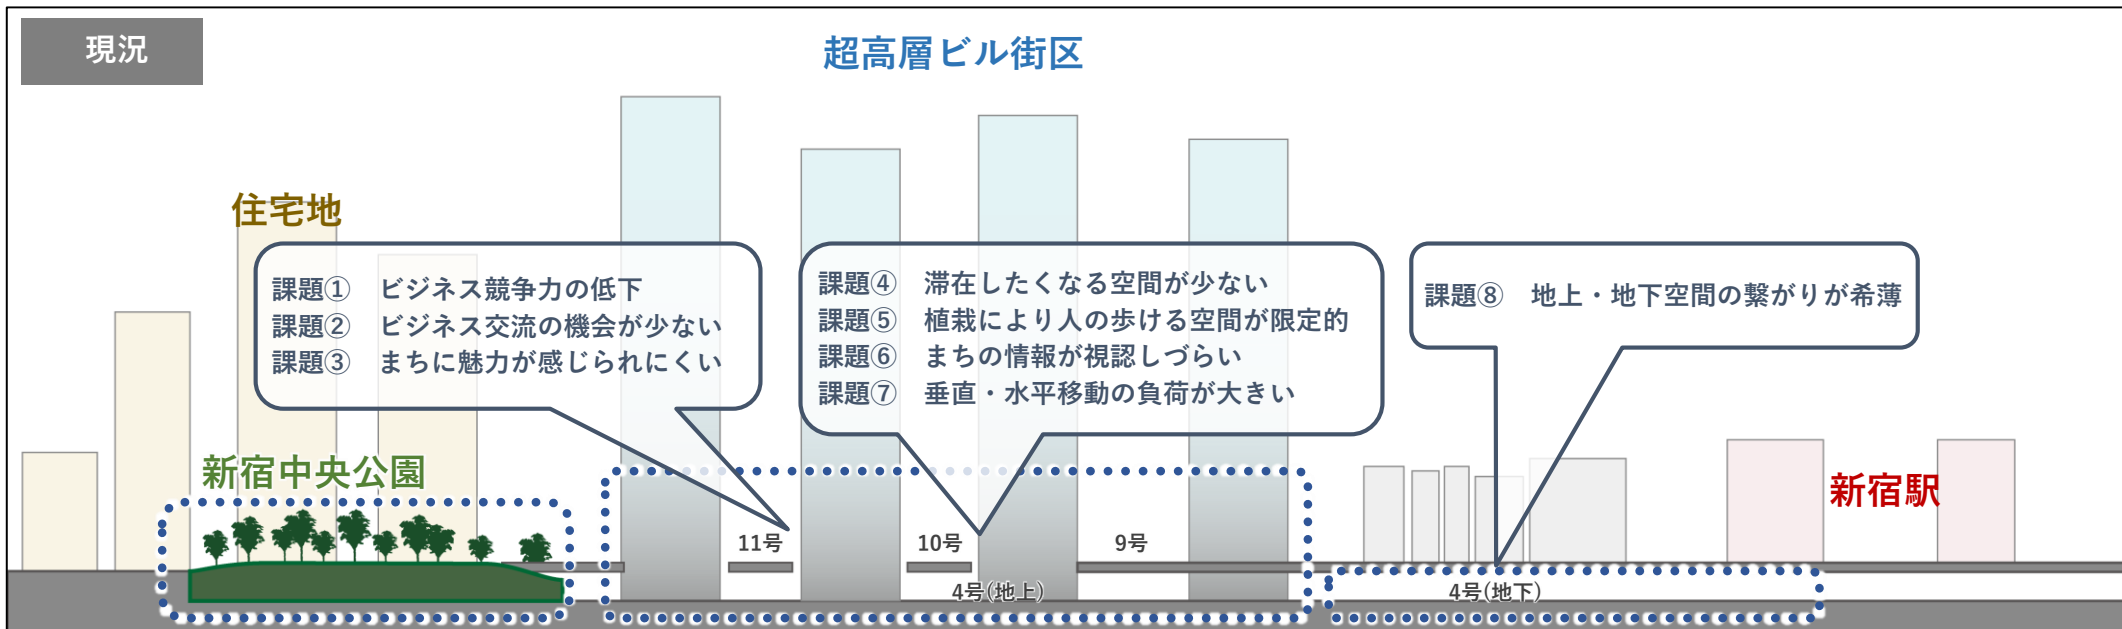 現況
超高層ビル街区
住宅地
課題①　ビジネス競争力の低下
課題②　ビジネス交流の機会が少ない
課題③　まちに魅力が感じられにくい
課題④　滞在したくなる空間が少ない
課題⑤　植栽により人の歩ける空間が限定的
課題⑥　まちの情報が視認しづらい
課題⑦　垂直・水平移動の負荷が大きい
課題⑧　地上・地下空間の繋がりが希薄
新宿中央公園
新宿駅
11号
10号
9号
4号(地上)
4号(地下)